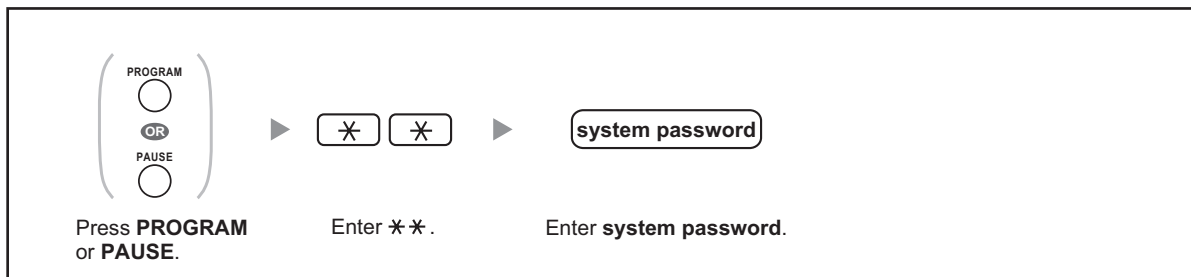 PROGRAM
OR
PAUSE
✳ ✳
system password
Press PROGRAM
or PAUSE.
Enter ✳✳.
Enter system password.